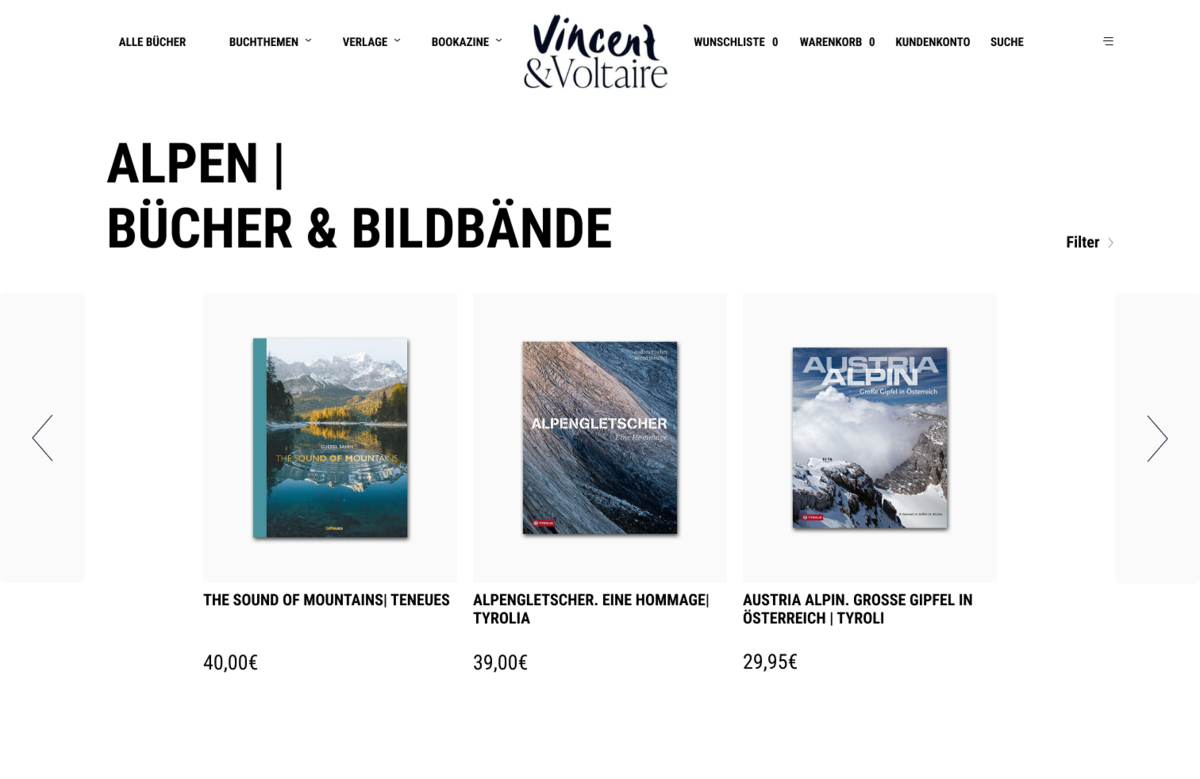 ALLE BÜCHER
BUCHTHEMEN
VERLAGE
BOOKAZINE
Vincent
&Voltaire
WUNSCHLISTE 0
WARENKORB 0
KUNDENKONTO
SUCHE
ALPEN |
BÜCHER & BILDBÄNDE
Filter
THE SOUND OF MOUNTAINS
ALPENGLETSCHER
Eine Hommage
TYROLIA
AUSTRIA
ALPIN
Große Gipfel in Österreich
TYROLIA
THE SOUND OF MOUNTAINS| TENEUES
40,00€
ALPENGLETSCHER. EINE HOMMAGE|
TYROLIA
39,00€
AUSTRIA ALPIN. GROSSE GIPFEL IN
ÖSTERREICH | TYROLI
29,95€